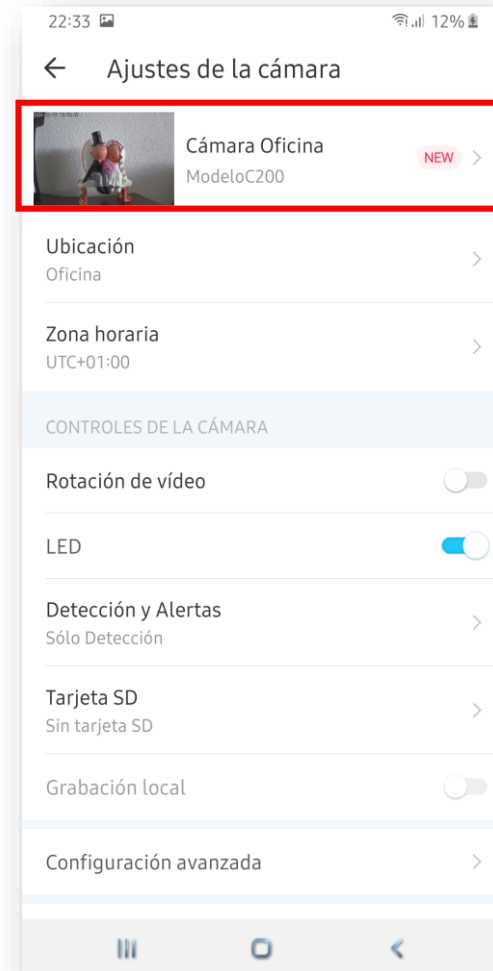 22:33 12%
Ajustes de la cámara
Cámara Oficina
NEW
ModeloC200
Ubicación
Oficina
Zona horaria
UTC+01:00
CONTROLES DE LA CÁMARA
Rotación de vídeo
LED
Detección y Alertas
Sólo Detección
Tarjeta SD
Sin tarjeta SD
Grabación local
Configuración avanzada